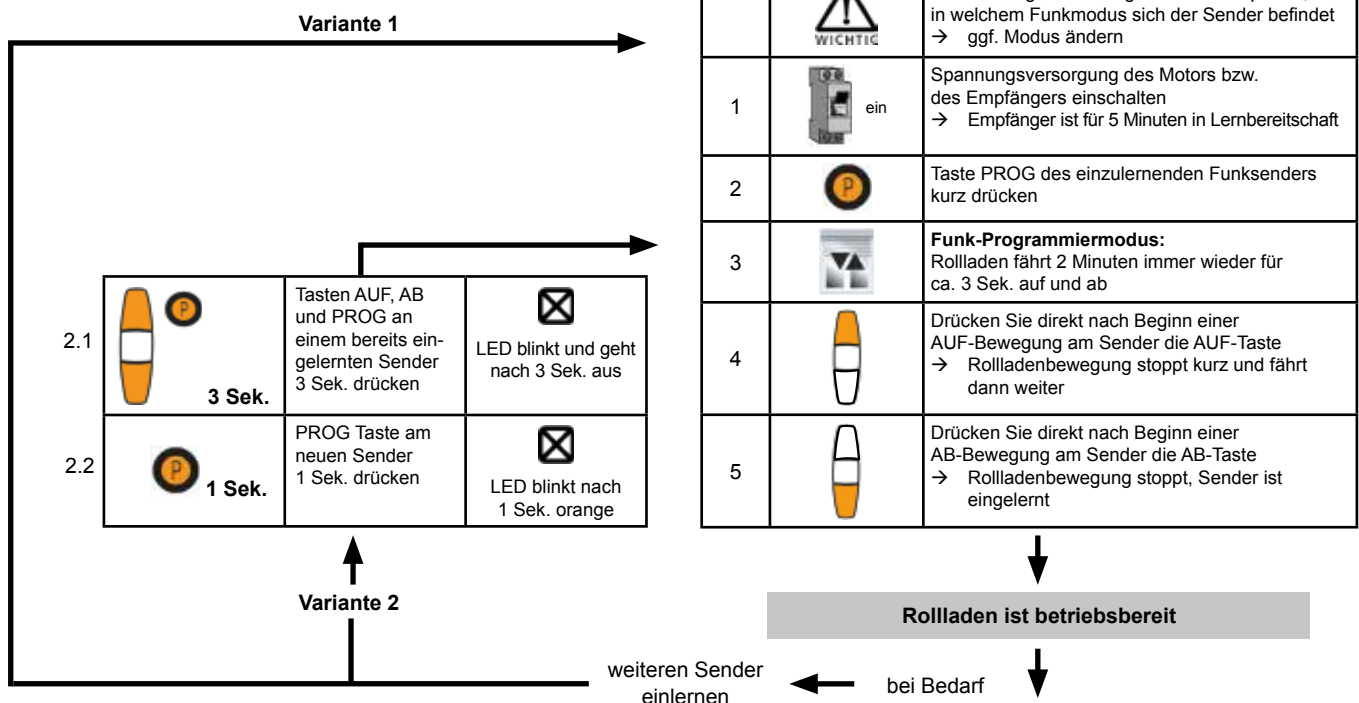 Variante 1
in welchem Funkmodus sich der Sender befindet
→ ggf. Modus ändern
WICHTIG
1
ein
Spannungsversorgung des Motors bzw.
des Empfängers einschalten
→ Empfänger ist für 5 Minuten in Lernbereitschaft
2
P
Taste PROG des einzulernenden Funksenders
kurz drücken
3
Funk-Programmiermodus:
Rollladen fährt 2 Minuten immer wieder für
ca. 3 Sek. auf und ab
4
Drücken Sie direkt nach Beginn einer
AUF-Bewegung am Sender die AUF-Taste
→ Rollladenbewegung stoppt kurz und fährt
dann weiter
5
Drücken Sie direkt nach Beginn einer
AB-Bewegung am Sender die AB-Taste
→ Rollladenbewegung stoppt, Sender ist
eingelernt
2.1
P
3 Sek.
Tasten AUF, AB
und PROG an
einem bereits ein-
gelernten Sender
3 Sek. drücken
LED blinkt und geht
nach 3 Sek. aus
2.2
P
1 Sek.
PROG Taste am
neuen Sender
1 Sek. drücken
LED blinkt nach
1 Sek. orange
Variante 2
Rollladen ist betriebsbereit
weiteren Sender
einlernen
bei Bedarf